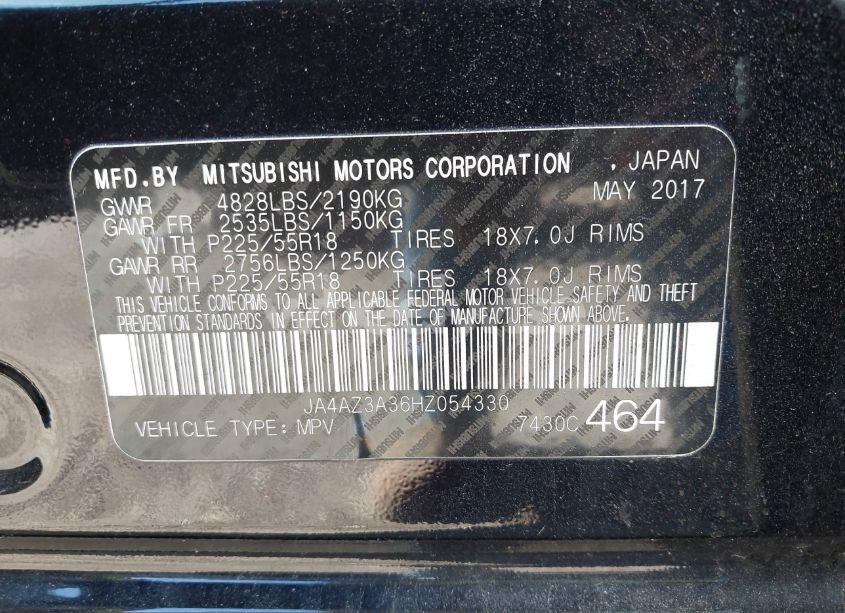 MFD.BY MITSUBISHI MOTORS CORPORATION , JAPAN
GVWR 4828LBS/2190KG MAY 2017
GAWR FR 2535LBS/1150KG
WITH P225/55R18 TIRES 18X7.0J RIMS
GAWR RR 2756LBS/1250KG
WITH P225/55R18 TIRES 18X7.0J RIMS
THIS VEHICLE CONFORMS TO ALL APPLICABLE FEDERAL MOTOR VEHICLE SAFETY AND THEFT
PREVENTION STANDARDS IN EFFECT ON THE DATE OF MANUFACTURE SHOWN ABOVE.
JA4AZ3A36HZ054330
VEHICLE TYPE: MPV 7430C 464